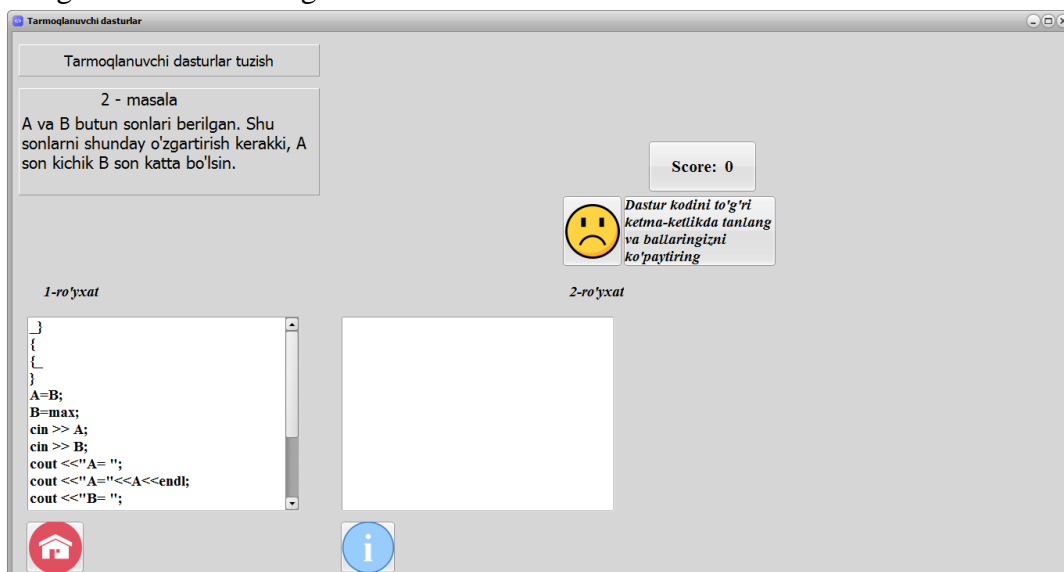 Tarmoqlanuvchi dasturlar
Tarmoqlanuvchi dasturlar tuzish
2 - masala
A va B butun sonlari berilgan. Shu
sonlarni shunday o'zgartirish kerakki, A
son kichik B son katta bo'lsin.
Score: 0
Dastur kodini to'g'ri
ketma-ketlikda tanlang
va ballaringizni
ko'paytiring
1-ro'yxat
2-ro'yxat
_}
{
{_
}
A=B;
B=max;
cin >> A;
cin >> B;
cout <<"A= ";
cout <<"A="<<A<<endl;
cout <<"B= ";
i